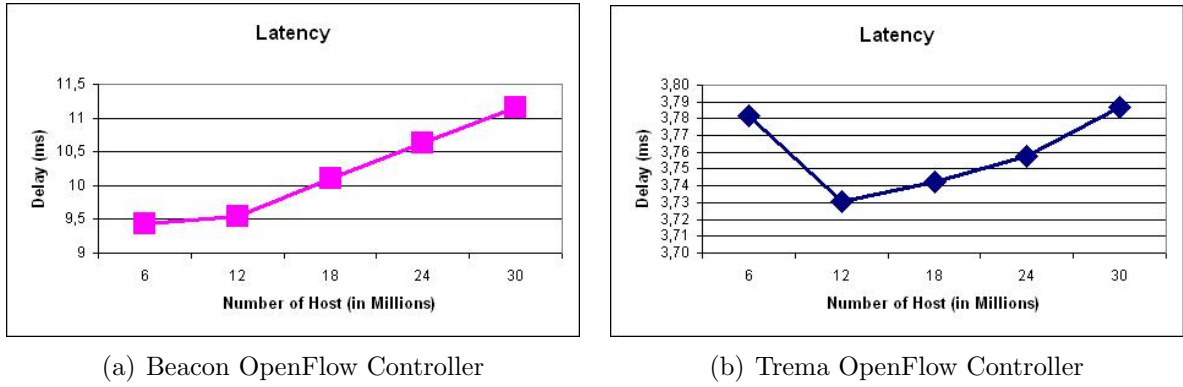 Latency
11,5
11
10,5
10
9,5
9
Delay (ms)
6 12 18 24 30
Number of Host (in Millions)
(a) Beacon OpenFlow Controller
Latency
3,80
3,79
3,78
3,77
3,76
3,75
3,74
3,73
3,72
3,71
3,70
Delay (ms)
6 12 18 24 30
Number of Host (in Millions)
(b) Trema OpenFlow Controller